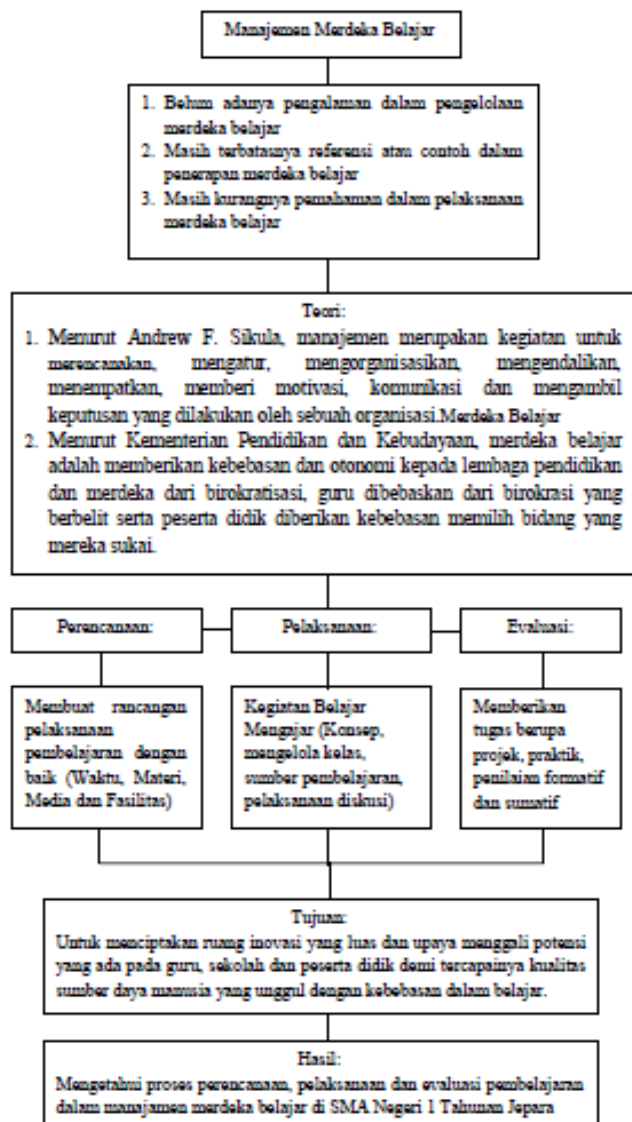 Manajemen Merdeka Belajar
1. Belum adanya pengalaman dalam pengelolaan
merdeka belajar
2. Masih terbatasnya referensi atau contoh dalam
penerapan merdeka belajar
3. Masih kurangnya pemahaman dalam pelaksanaan
merdeka belajar
Teori:
1. Menurut Andrew F. Sikula, manajemen merupakan kegiatan untuk
merencanakan, mengatur, mengorganisasikan, mengendalikan,
menempatkan, memberi motivasi, komunikasi dan mengambil
keputusan yang dilakukan oleh sebuah organisasi.Merdeka Belajar
2. Menurut Kementerian Pendidikan dan Kebudayaan, merdeka belajar
adalah memberikan kebebasan dan otonomi kepada lembaga pendidikan
dan merdeka dari birokratisasi, guru dibebaskan dari birokrasi yang
berbelit serta peserta didik diberikan kebebasan memilih bidang yang
mereka sukai.
Perencanaan:
Pelaksanaan:
Evaluasi:
Membuat rancangan
pelaksanaan
pembelajaran dengan
baik (Waktu, Materi,
Media dan Fasilitas)
Kegiatan Belajar
Mengajar (Konsep,
mengelola kelas,
sumber pembelajaran,
pelaksanaan diskusi)
Memberikan
tugas berupa
projek, praktik,
penilaian formatif
dan sumatif
Tujuan:
Untuk menciptakan ruang inovasi yang luas dan upaya menggali potensi
yang ada pada guru, sekolah dan peserta didik demi tercapainya kualitas
sumber daya manusia yang unggul dengan kebebasan dalam belajar.
Hasil:
Mengetahui proses perencanaan, pelaksanaan dan evaluasi pembelajaran
dalam manajamen merdeka belajar di SMA Negeri 1 Tahunan Jepara